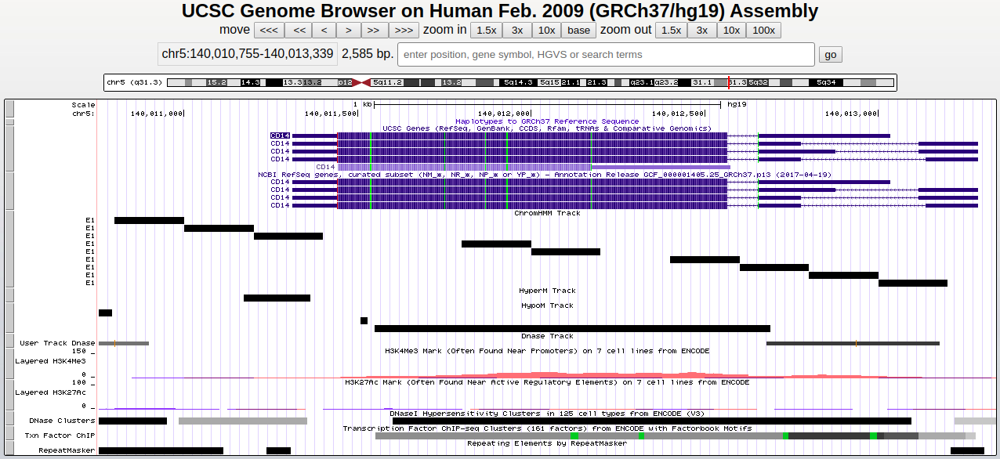 UCSC Genome Browser on Human Feb. 2009 (GRCh37/hg19) Assembly
move <<< << < > >> >>> zoom in 1.5x 3x 10x base zoom out 1.5x 3x 10x 100x
chr5:140,010,755-140,013,339 2,585 bp. enter position, gene symbol, HGVS or search terms go
chr5 (q31.3) 15.2 14.3 13.3 13.2 p12 5q11.2 13.2 5q14.3 5q15 21.1 21.3 q23.1 q23.2 31.1 31.3 5q32 5q34
Scale 1 kb hg19
chr5: 140,011,000 140,011,500 140,012,000 140,012,500 140,013,000
Haplotypes to GRCh37 Reference Sequence
UCSC Genes (RefSeq, GenBank, CCDS, Rfam, tRNAs & Comparative Genomics)
CD14
CD14
CD14
CD14
CD14
NCBI RefSeq genes, curated subset (NM_*, NR_*, NP_* or YP_*) - Annotation Release GCF_000001405.25_GRCh37.p13 (2017-04-19)
CD14
CD14
CD14
CD14
ChromHMM Track
E1
E1
E1
E1
E1
E1
E1
E1
E1
HyperM Track
HypoM Track
Dnase Track
User Track Dnase
H3K4Me3 Mark (Often Found Near Promoters) on 7 cell lines from ENCODE
150
Layered H3K4Me3
0
H3K27Ac Mark (Often Found Near Active Regulatory Elements) on 7 cell lines from ENCODE
100
Layered H3K27Ac
0
DNaseI Hypersensitivity Clusters in 125 cell types from ENCODE (V3)
DNase Clusters
Transcription Factor ChIP-seq Clusters (161 factors) from ENCODE with Factorbook Motifs
Txn Factor ChIP
Repeating Elements by RepeatMasker
RepeatMasker